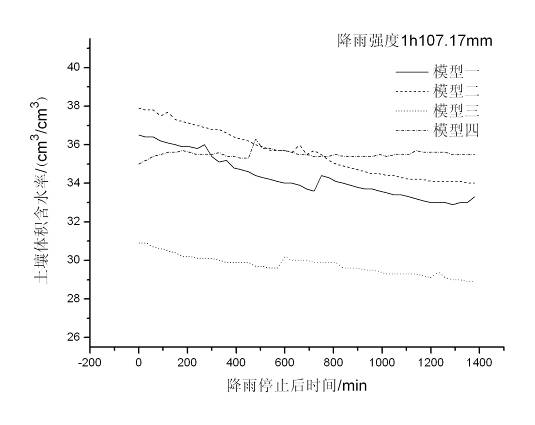 降雨强度1h107.17mm
模型一
模型二
模型三
模型四
40
38
36
34
32
30
28
26
土壤体积含水率/(cm³/cm³)
-200 0 200 400 600 800 1000 1200 1400
降雨停止后时间/min